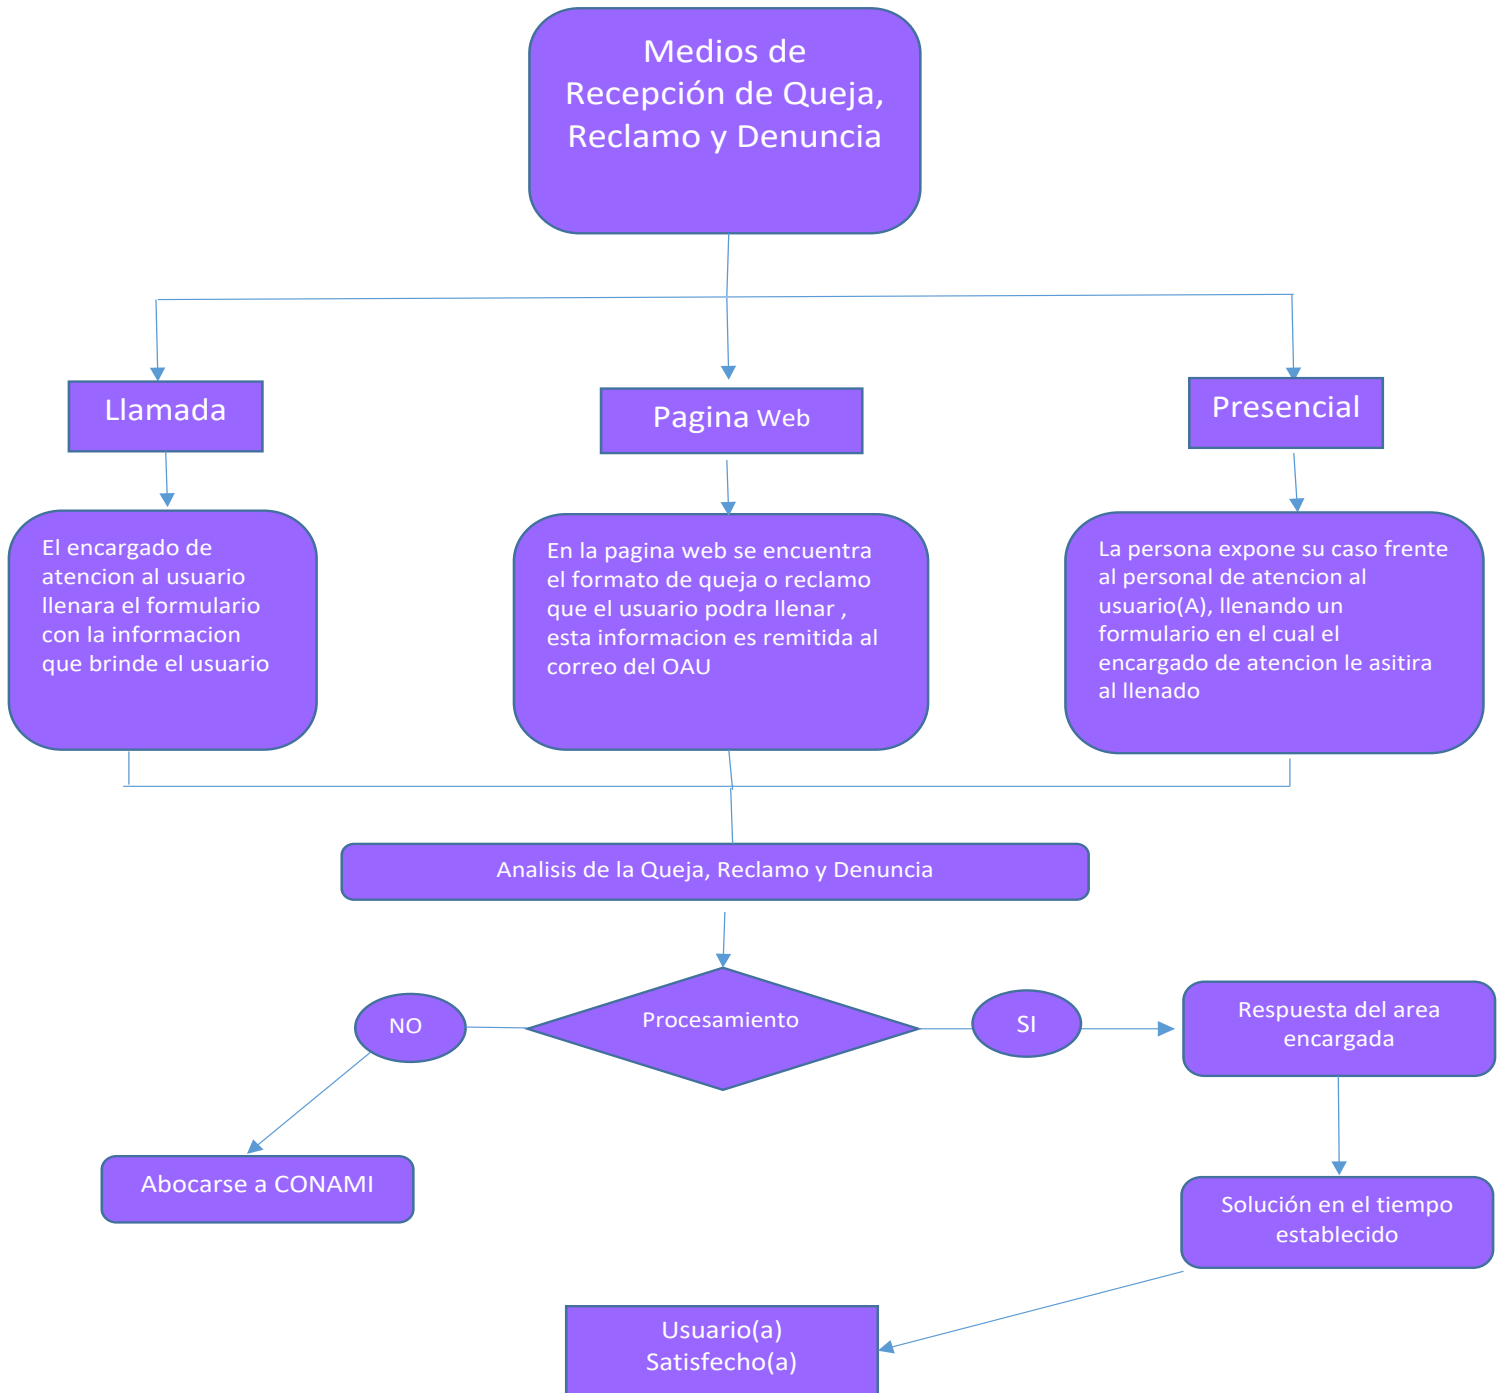 Medios de
Recepción de Queja,
Reclamo y Denuncia
Llamada
Pagina Web
Presencial
El encargado de
atencion al usuario
llenara el formulario
con la informacion
que brinde el usuario
En la pagina web se encuentra
el formato de queja o reclamo
que el usuario podra llenar ,
esta informacion es remitida al
correo del OAU
La persona expone su caso frente
al personal de atencion al
usuario(A), llenando un
formulario en el cual el
encargado de atencion le asitira
al llenado
Analisis de la Queja, Reclamo y Denuncia
NO
Procesamiento
SI
Respuesta del area
encargada
Abocarse a CONAMI
Solución en el tiempo
establecido
Usuario(a)
Satisfecho(a)